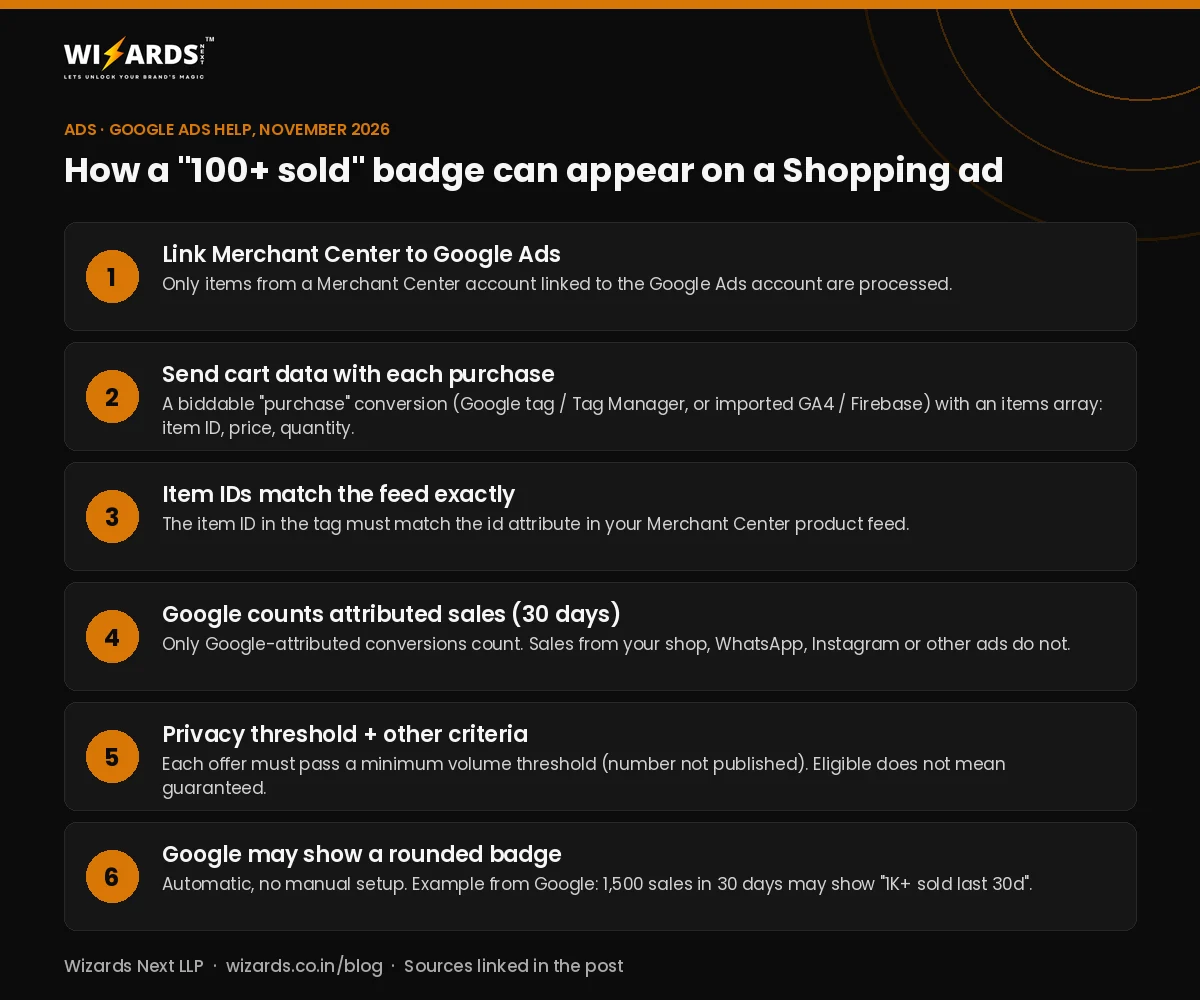 WIZARDS NEXT ™
LETS UNLOCK YOUR BRAND'S MAGIC
ADS · GOOGLE ADS HELP, NOVEMBER 2026
How a "100+ sold" badge can appear on a Shopping ad
1
Link Merchant Center to Google Ads
Only items from a Merchant Center account linked to the Google Ads account are processed.
2
Send cart data with each purchase
A biddable "purchase" conversion (Google tag / Tag Manager, or imported GA4 / Firebase) with an items array:
item ID, price, quantity.
3
Item IDs match the feed exactly
The item ID in the tag must match the id attribute in your Merchant Center product feed.
4
Google counts attributed sales (30 days)
Only Google-attributed conversions count. Sales from your shop, WhatsApp, Instagram or other ads do not.
5
Privacy threshold + other criteria
Each offer must pass a minimum volume threshold (number not published). Eligible does not mean
guaranteed.
6
Google may show a rounded badge
Automatic, no manual setup. Example from Google: 1,500 sales in 30 days may show "1K+ sold last 30d".
Wizards Next LLP · wizards.co.in/blog · Sources linked in the post